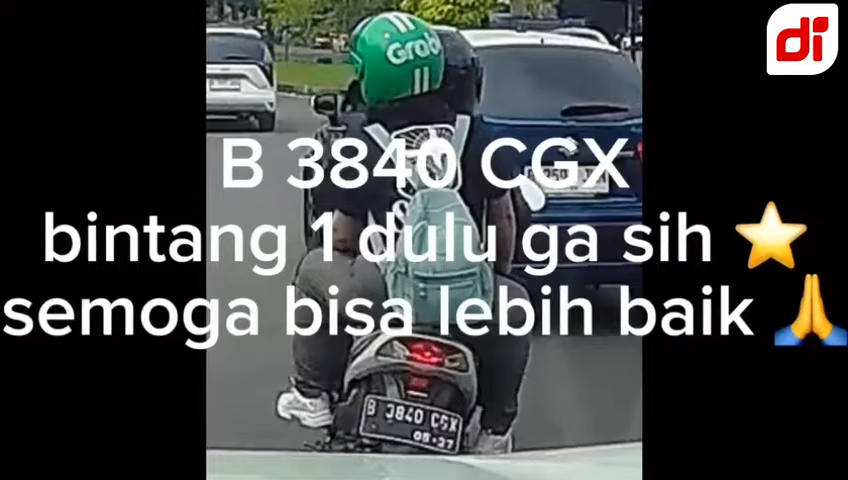 di
Grab
B 3840 CGX
bintang 1 dulu ga sih ⭐
semoga bisa lebih baik 🙏
B 3840 CGX
05·27